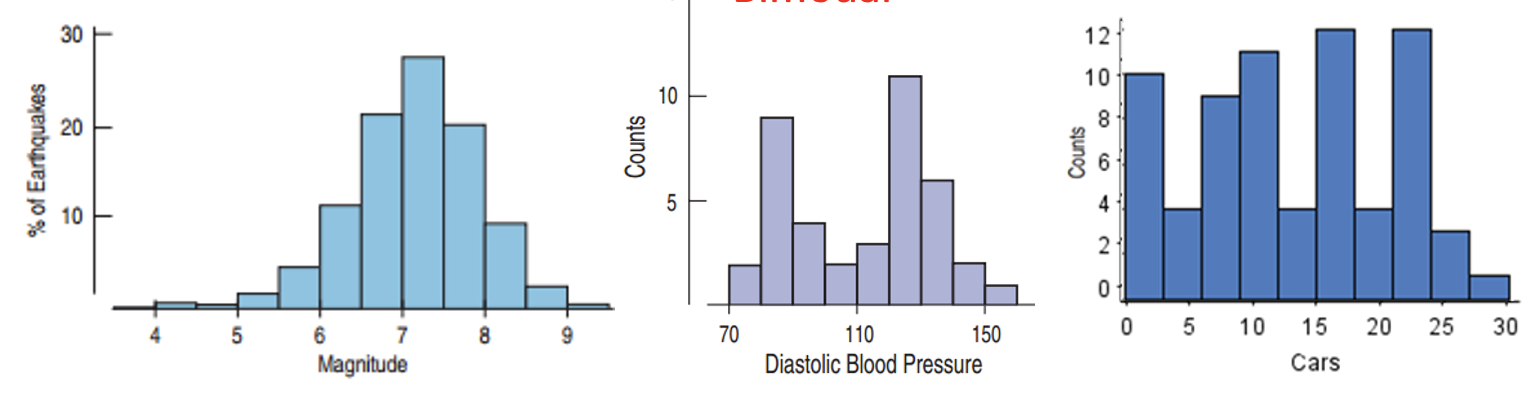 30
20
10
% of Earthquakes
4 5 6 7 8 9
Magnitude
Bimodal
10
5
Counts
70 110 150
Diastolic Blood Pressure
12
10
8
6
4
2
0
Counts
0 5 10 15 20 25 30
Cars